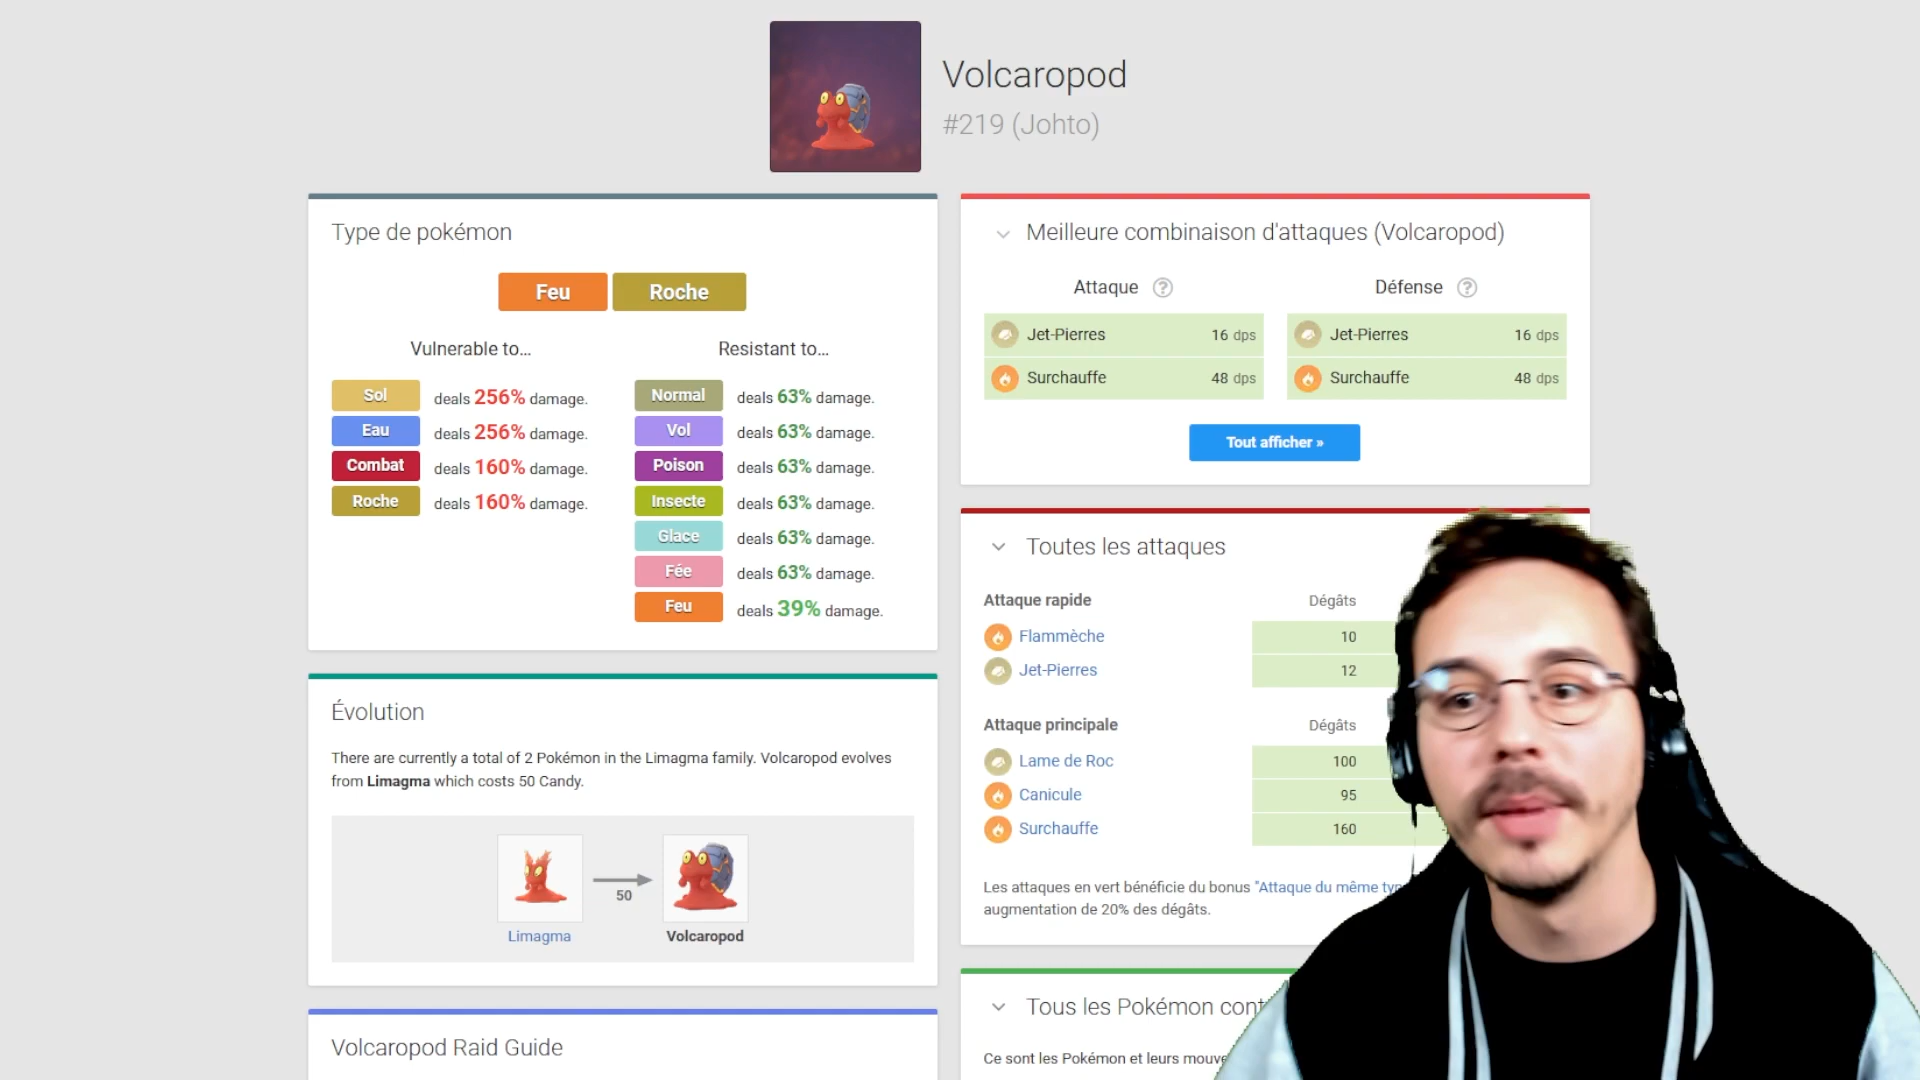 Volcaropod
#219 (Johto)
Type de pokémon
Feu
Roche
Vulnerable to...
Resistant to...
Sol deals 256% damage.
Eau deals 256% damage.
Combat deals 160% damage.
Roche deals 160% damage.
Normal deals 63% damage.
Vol deals 63% damage.
Poison deals 63% damage.
Insecte deals 63% damage.
Glace deals 63% damage.
Fée deals 63% damage.
Feu deals 39% damage.
Évolution
There are currently a total of 2 Pokémon in the Limagma family. Volcaropod evolves
from Limagma which costs 50 Candy.
50
Limagma
Volcaropod
Volcaropod Raid Guide
Meilleure combinaison d'attaques (Volcaropod)
Attaque ?
Défense ?
Jet-Pierres 16 dps
Surchauffe 48 dps
Jet-Pierres 16 dps
Surchauffe 48 dps
Tout afficher »
Toutes les attaques
Attaque rapide Dégâts
Flammèche 10
Jet-Pierres 12
Attaque principale Dégâts
Lame de Roc 100
Canicule 95
Surchauffe 160
Les attaques en vert bénéficie du bonus "Attaque du même
augmentation de 20% des dégâts.
Tous les Pokémon
Ce sont les Pokémon et leurs